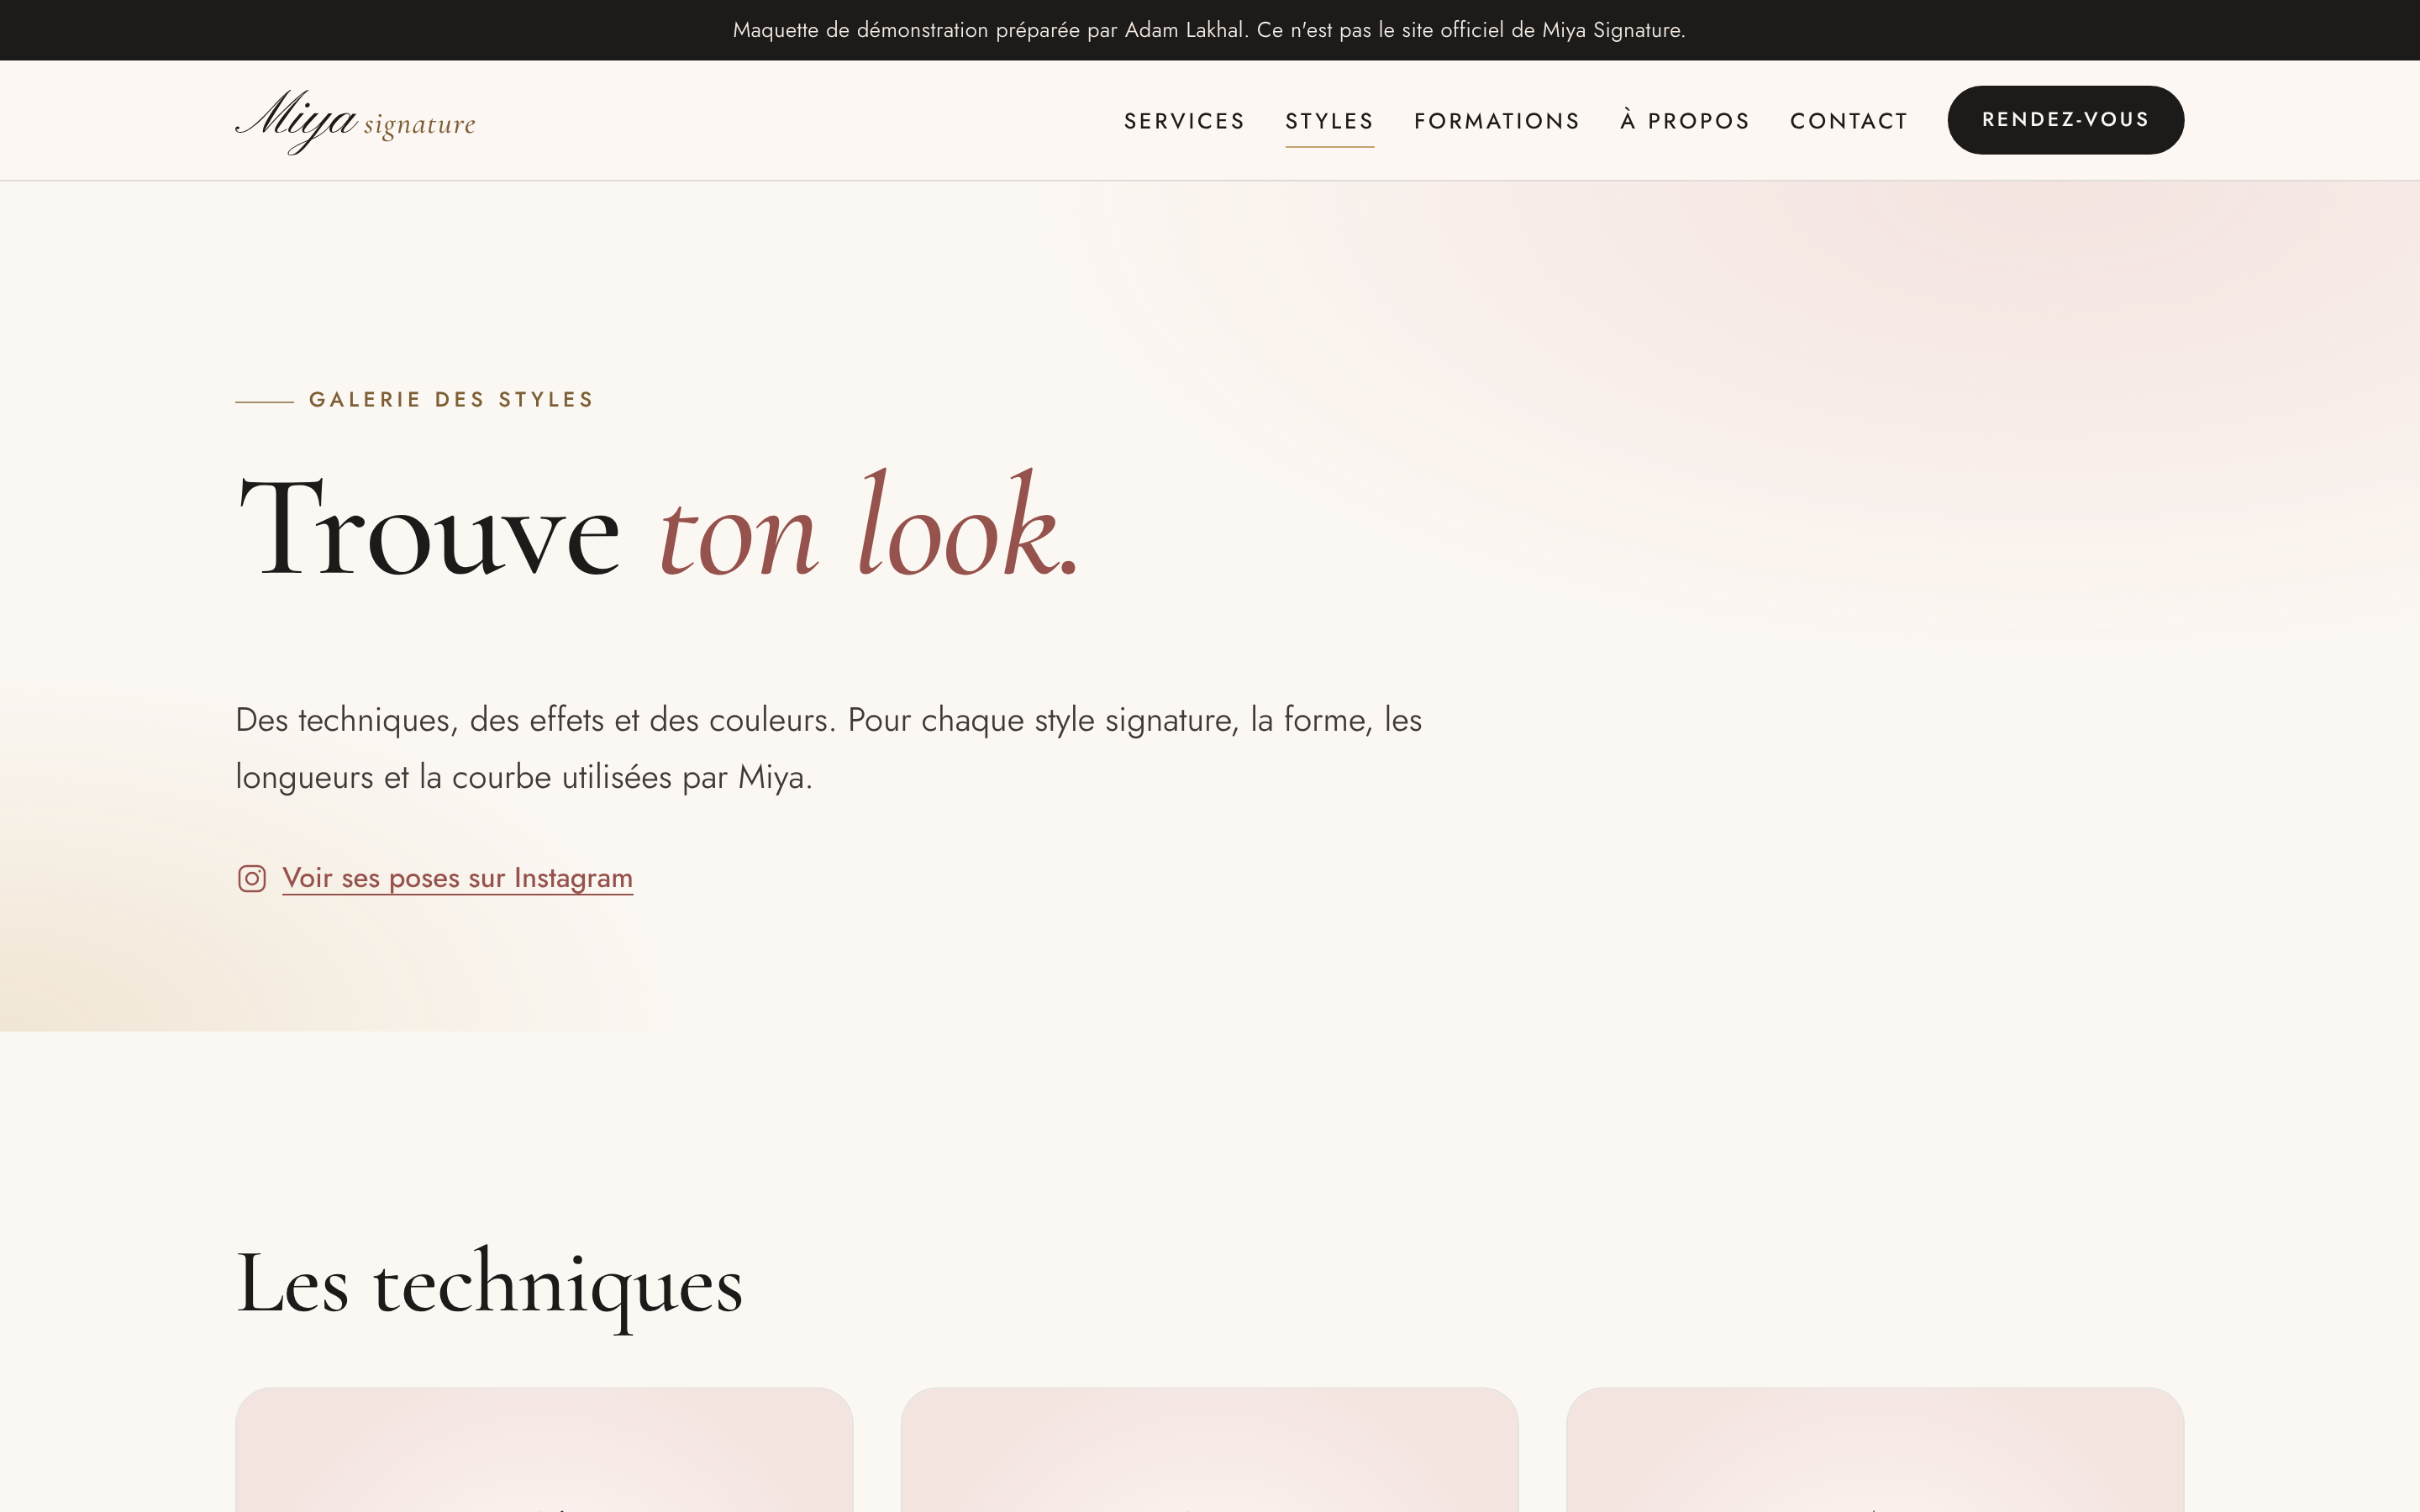 Maquette de démonstration préparée par Adam Lakhal. Ce n'est pas le site officiel de Miya Signature.
Miya signature
SERVICES STYLES FORMATIONS À PROPOS CONTACT RENDEZ-VOUS
GALERIE DES STYLES
Trouve ton look.
Des techniques, des effets et des couleurs. Pour chaque style signature, la forme, les
longueurs et la courbe utilisées par Miya.
Voir ses poses sur Instagram
Les techniques